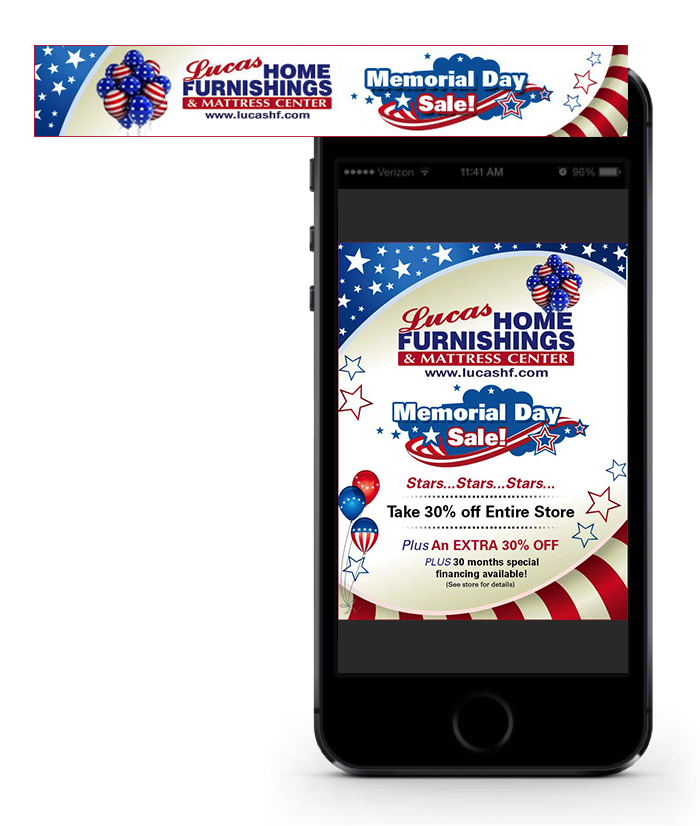 Lucas HOME
FURNISHINGS
& MATTRESS CENTER
www.lucashf.com
Memorial Day
Sale!
Verizon 11:41 AM 96%
Lucas HOME
FURNISHINGS
& MATTRESS CENTER
www.lucashf.com
Memorial Day
Sale!
Stars...Stars...Stars...
Take 30% off Entire Store
Plus An EXTRA 30% OFF
PLUS 30 months special
financing available!
(See store for details)